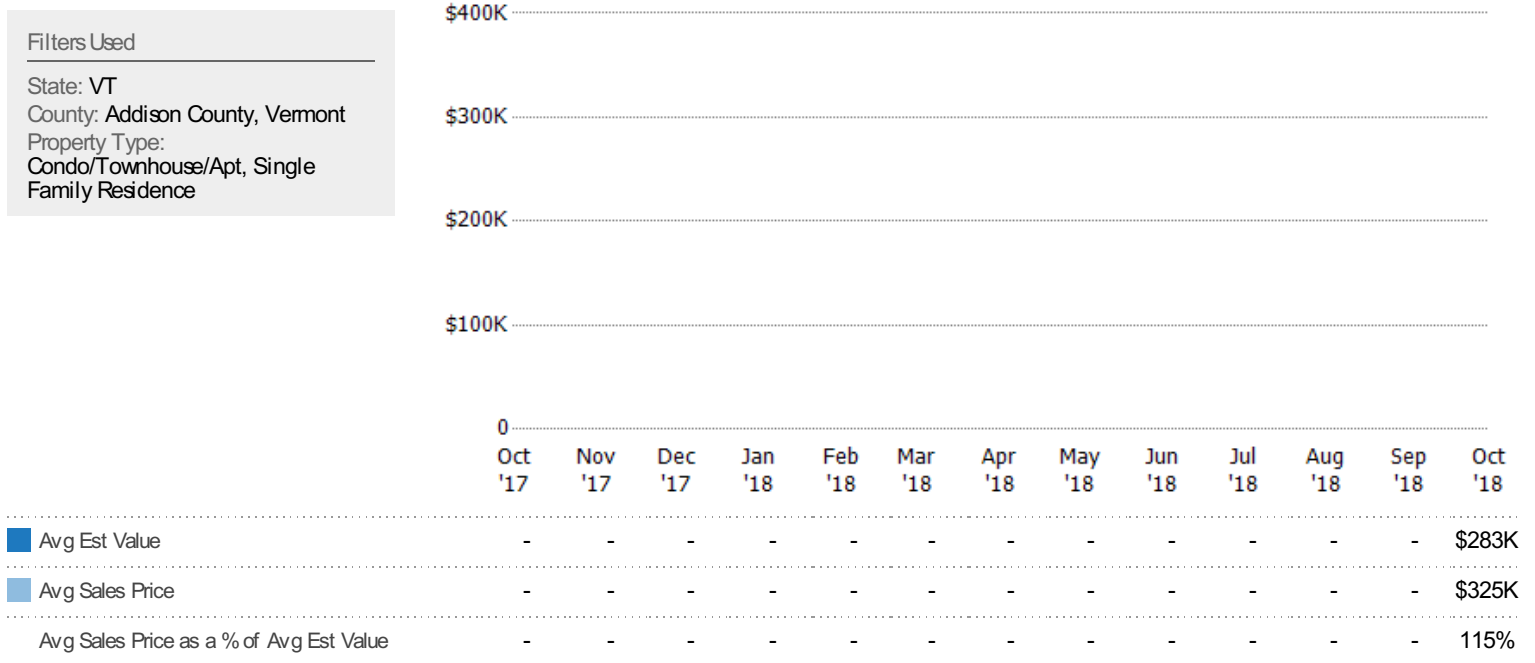 Filters Used
State: VT
County: Addison County, Vermont
Property Type:
Condo/Townhouse/Apt, Single
Family Residence
$400K
$300K
$200K
$100K
0
Oct Nov Dec Jan Feb Mar Apr May Jun Jul Aug Sep Oct
'17 '17 '17 '18 '18 '18 '18 '18 '18 '18 '18 '18 '18
Avg Est Value - - - - - - - - - - - - $283K
Avg Sales Price - - - - - - - - - - - - $325K
Avg Sales Price as a % of Avg Est Value - - - - - - - - - - - - 115%